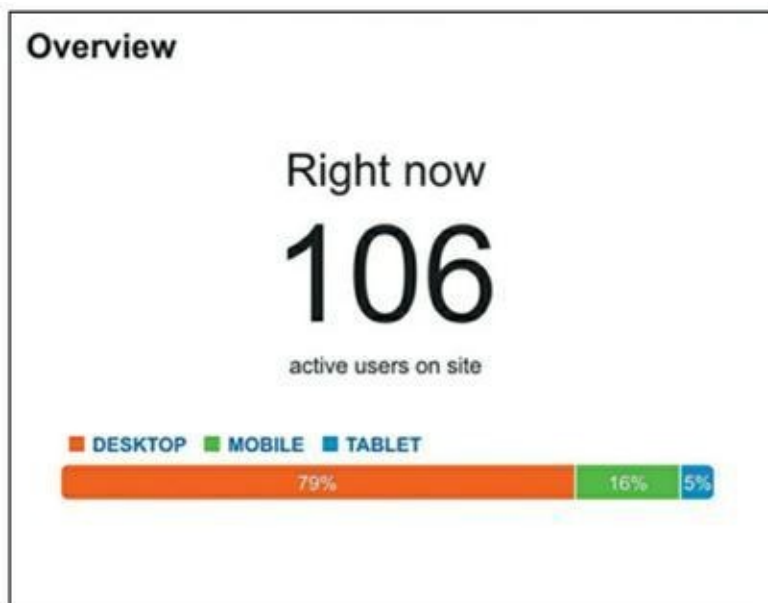 Overview
Right now
106
active users on site
DESKTOP MOBILE TABLET
79% 16% 5%